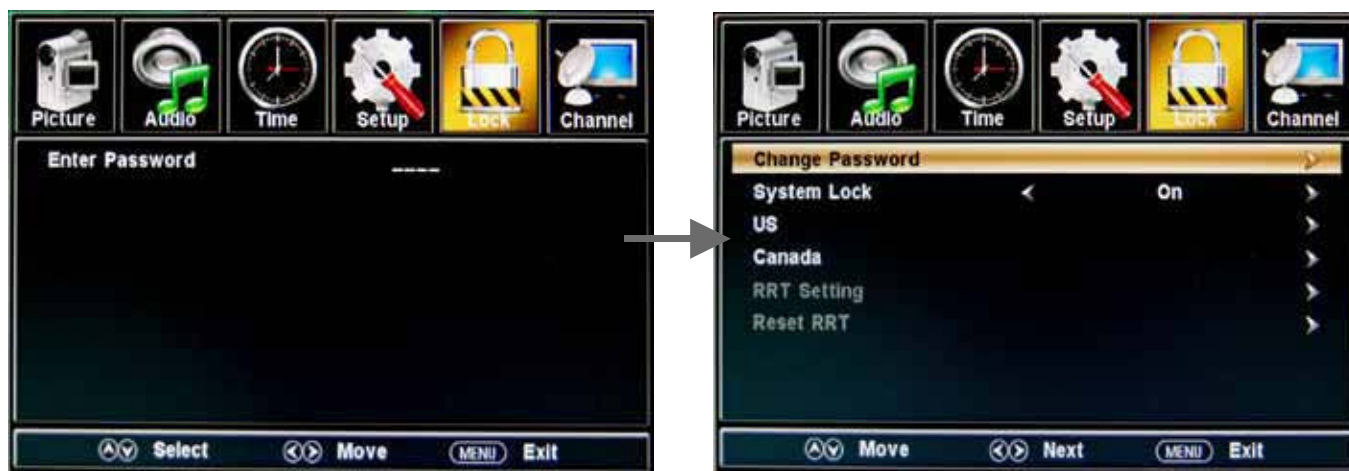 Picture Audio Time Setup Lock Channel
Enter Password ____
Select Move MENU Exit
Picture Audio Time Setup Lock Channel
Change Password
System Lock On
US
Canada
RRT Setting
Reset RRT
Move Next MENU Exit